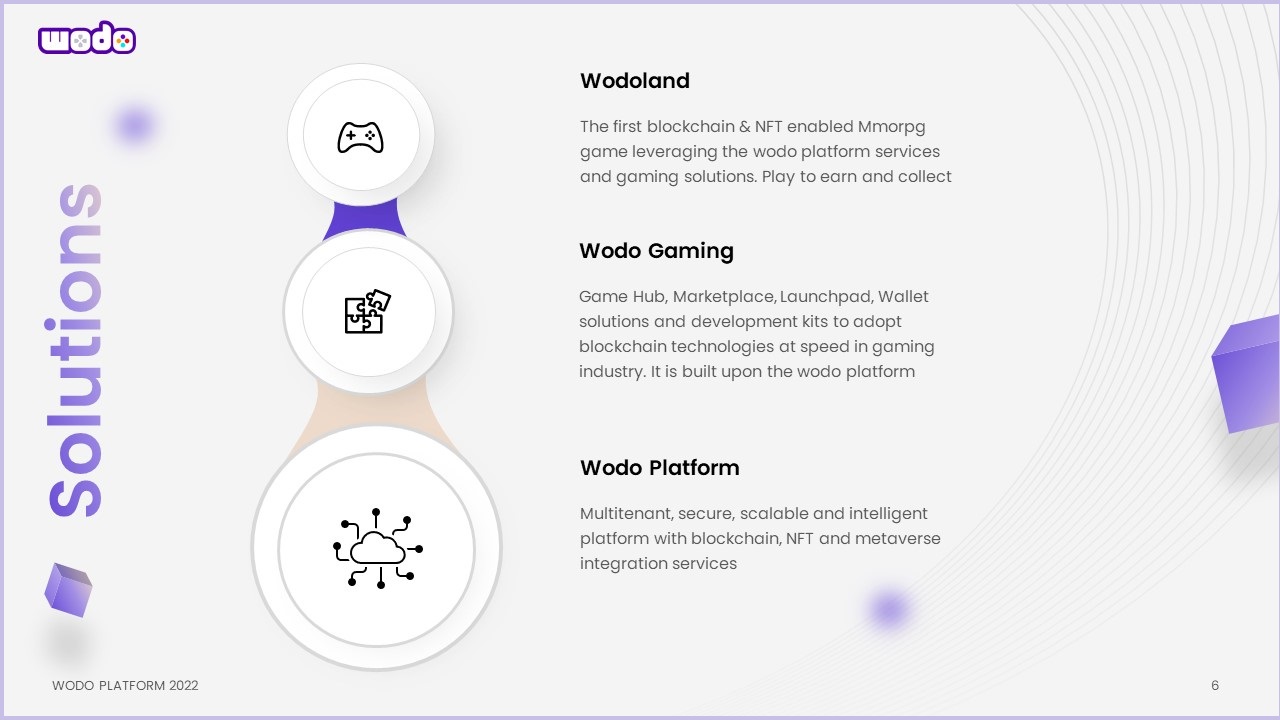 wodo
Solutions
Wodoland
The first blockchain & NFT enabled Mmorpg
game leveraging the wodo platform services
and gaming solutions. Play to earn and collect
Wodo Gaming
Game Hub, Marketplace, Launchpad, Wallet
solutions and development kits to adopt
blockchain technologies at speed in gaming
industry. It is built upon the wodo platform
Wodo Platform
Multitenant, secure, scalable and intelligent
platform with blockchain, NFT and metaverse
integration services
WODO PLATFORM 2022
6